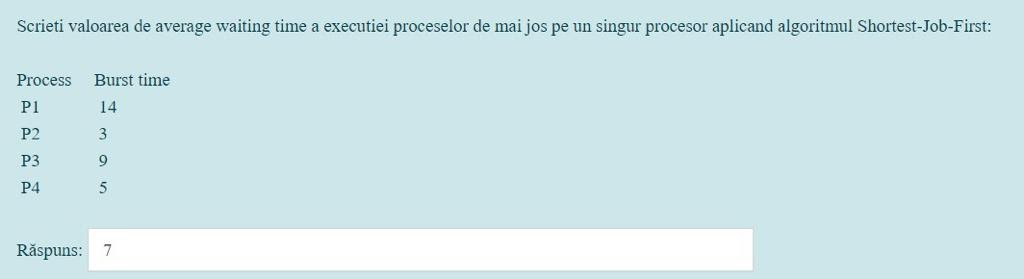 Scrieti valoarea de average waiting time a executiei proceselor de mai jos pe un singur procesor aplicand algoritmul Shortest-Job-First:
Process Burst time
P1 14
P2 3
P3 9
P4 5
Răspuns: 7